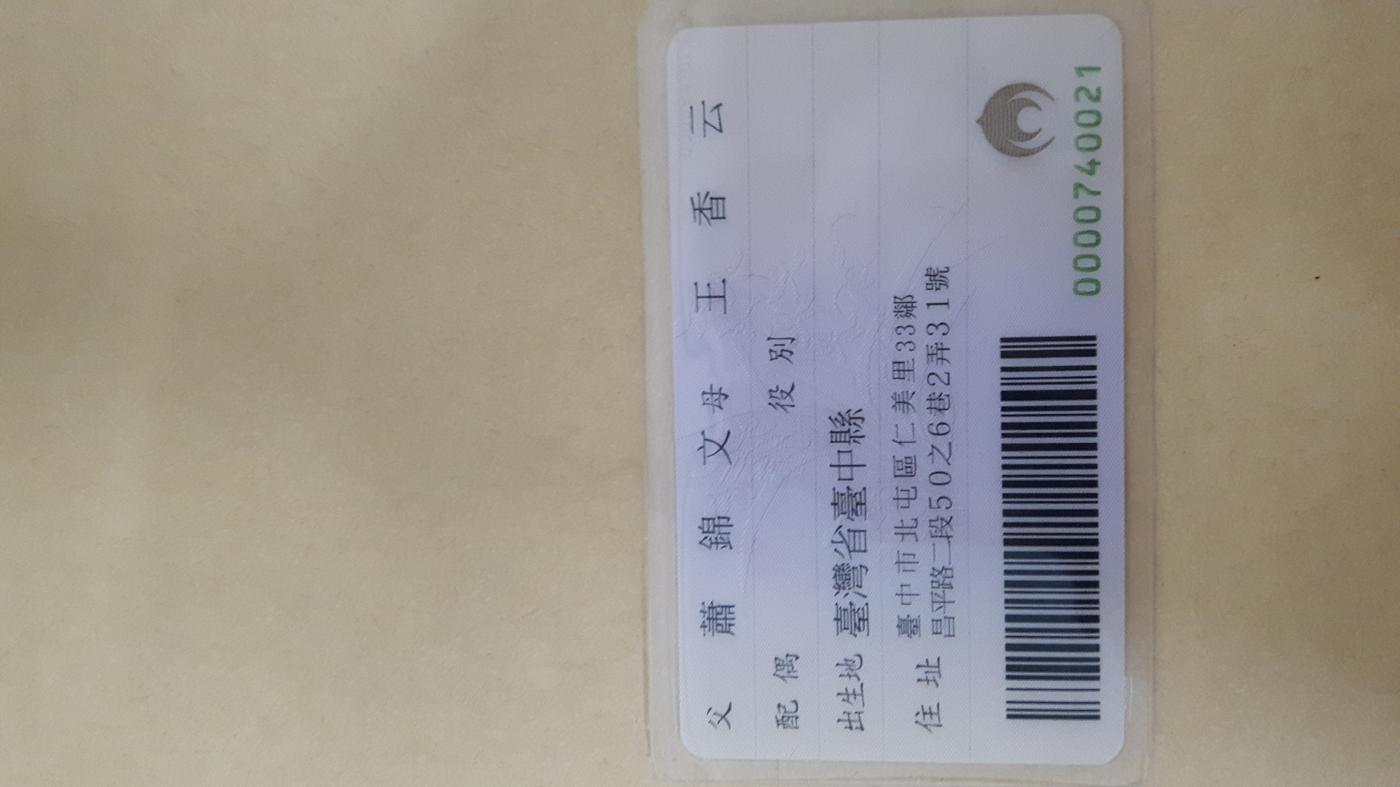 父 蕭錦文 母 王香云
配偶 役別
出生地 臺灣省臺中縣
住址 臺中市北屯區仁美里33鄰
昌平路二段50之6巷2弄31號
0000740021